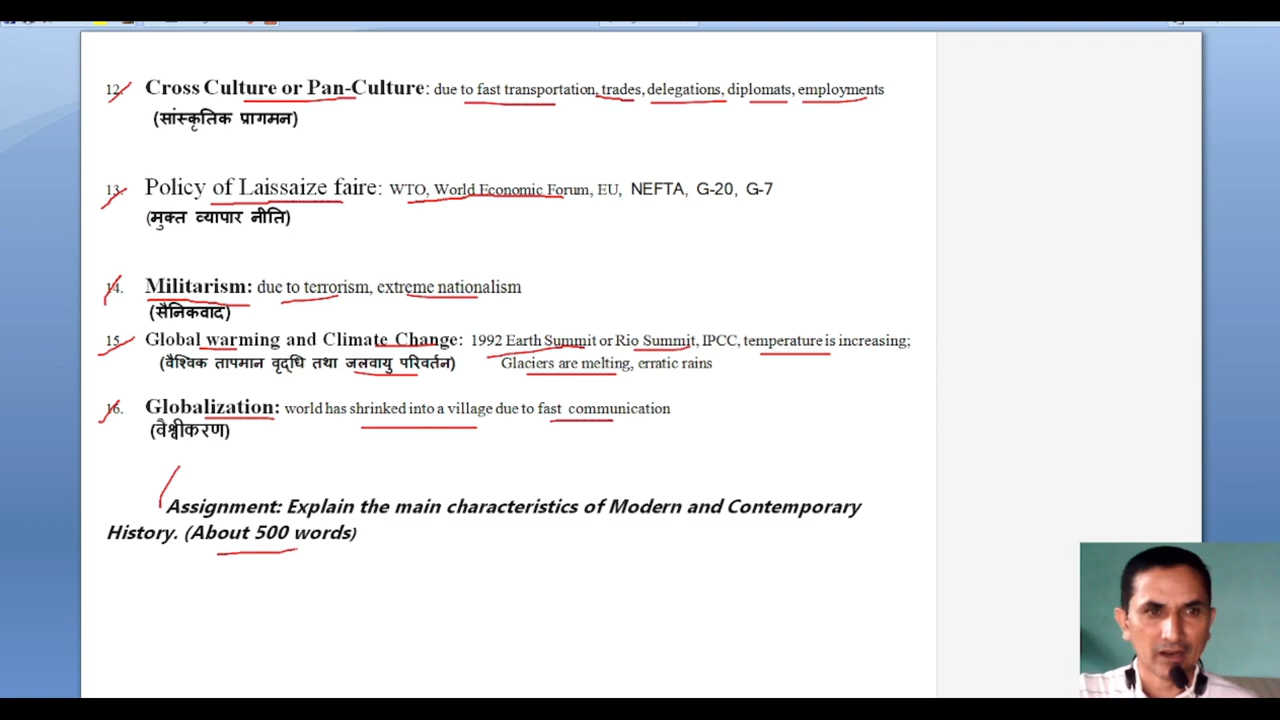 12. Cross Culture or Pan-Culture: due to fast transportation, trades, delegations, diplomats, employments
(सांस्कृतिक प्रागमन)
13. Policy of Laissaize faire: WTO, World Economic Forum, EU, NEFTA, G-20, G-7
(मुक्त व्यापार नीति)
14. Militarism: due to terrorism, extreme nationalism
(सैनिकवाद)
15. Global warming and Climate Change: 1992 Earth Summit or Rio Summit, IPCC, temperature is increasing;
(वैश्विक तापमान वृद्धि तथा जलवायु परिवर्तन) Glaciers are melting, erratic rains
16. Globalization: world has shrinked into a village due to fast communication
(वैश्वीकरण)
Assignment: Explain the main characteristics of Modern and Contemporary
History. (About 500 words)